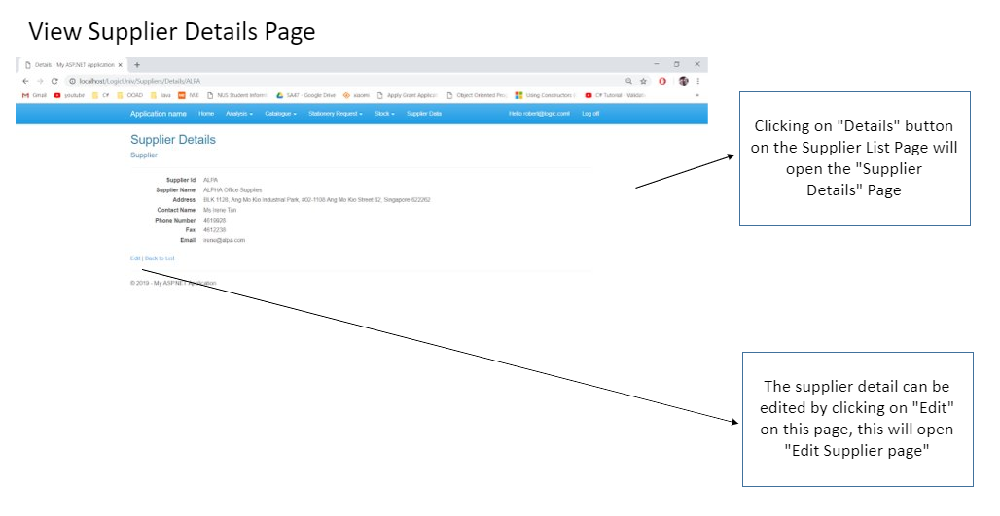 View Supplier Details Page
Details - My ASP.NET Application
localhost/LogicUniv/Suppliers/Details/ALPA
Gmail youtube C# OOAD Java IVLE NUS Student Inform SA47 - Google Drive xiaomi Apply Grant Applicat Object Oriented Prog Using Constructors ( C# Tutorial - Validati »
Application name Home Analysis Catalogue Stationery Request Stock Supplier Data Hello robert@logic.com! Log off
Supplier Details
Supplier
Supplier Id ALPA
Supplier Name ALPHA Office Supplies
Address BLK 1128, Ang Mo Kio Industrial Park, #02-1108 Ang Mo Kio Street 62, Singapore 622262
Contact Name Ms Irene Tan
Phone Number 4619928
Fax 4612238
Email irene@alpa.com
Edit | Back to List
© 2019 - My ASP.NET Application
Clicking on "Details" button
on the Supplier List Page will
open the "Supplier
Details" Page
The supplier detail can be
edited by clicking on "Edit"
on this page, this will open
"Edit Supplier page"